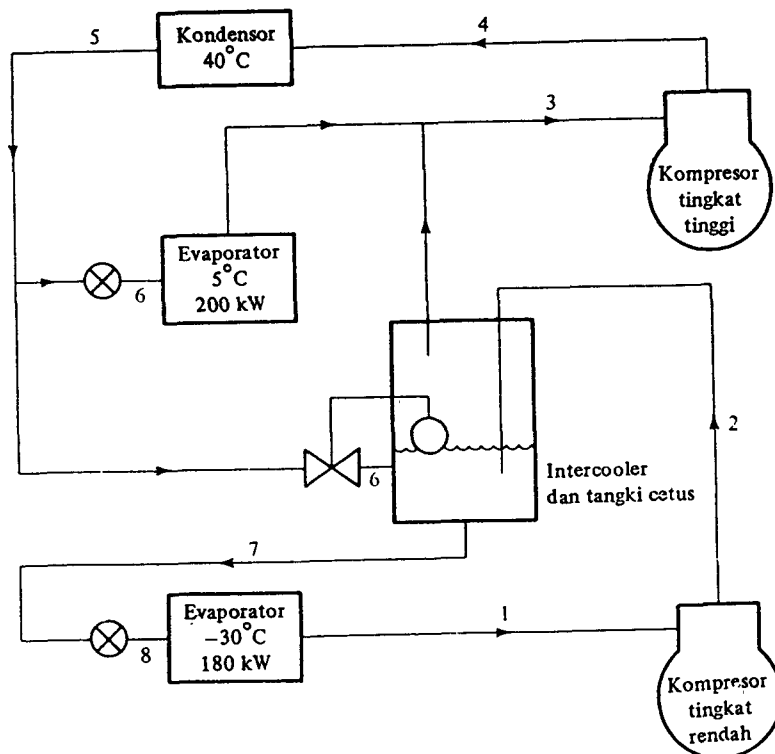 5
Kondensor
40°C
4
3
Kompresor
tingkat
tinggi
Evaporator
5°C
200 kW
6
2
6
Intercooler
dan tangki cetus
7
Evaporator
−30°C
180 kW
1
8
Kompresor
tingkat
rendah